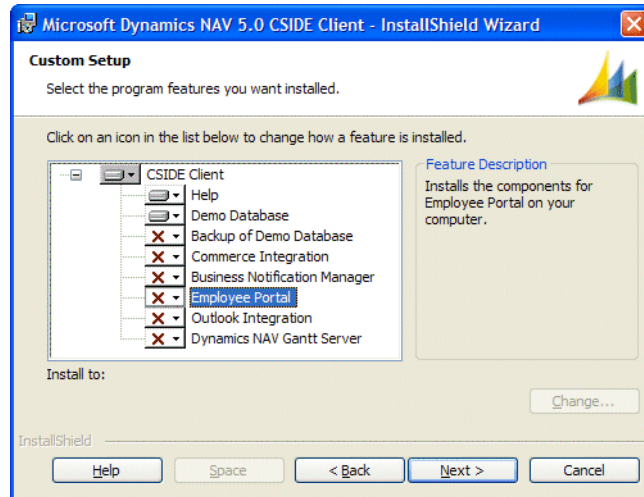 Microsoft Dynamics NAV 5.0 CSIDE Client - InstallShield Wizard
Custom Setup
Select the program features you want installed.
Click on an icon in the list below to change how a feature is installed.
CSIDE Client
Help
Demo Database
Backup of Demo Database
Commerce Integration
Business Notification Manager
Employee Portal
Outlook Integration
Dynamics NAV Gantt Server
Feature Description
Installs the components for
Employee Portal on your
computer.
Install to:
Change...
InstallShield
Help
Space
< Back
Next >
Cancel